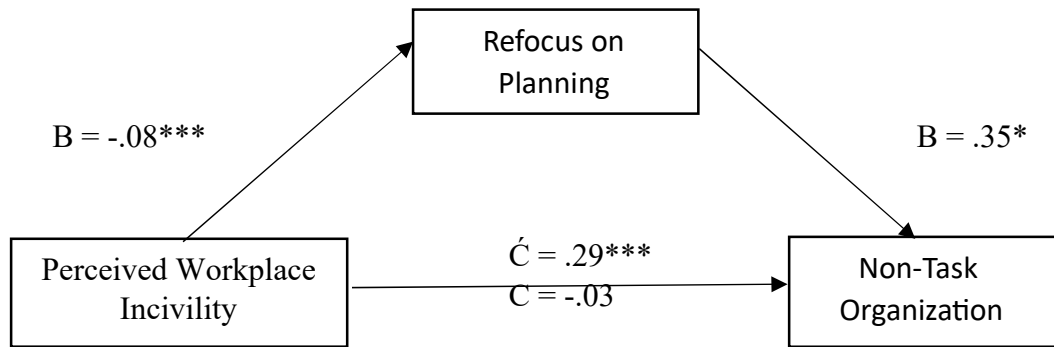 Refocus on
Planning
B = -.08***
B = .35*
Perceived Workplace
Incivility
Ć = .29***
C = -.03
Non-Task
Organization